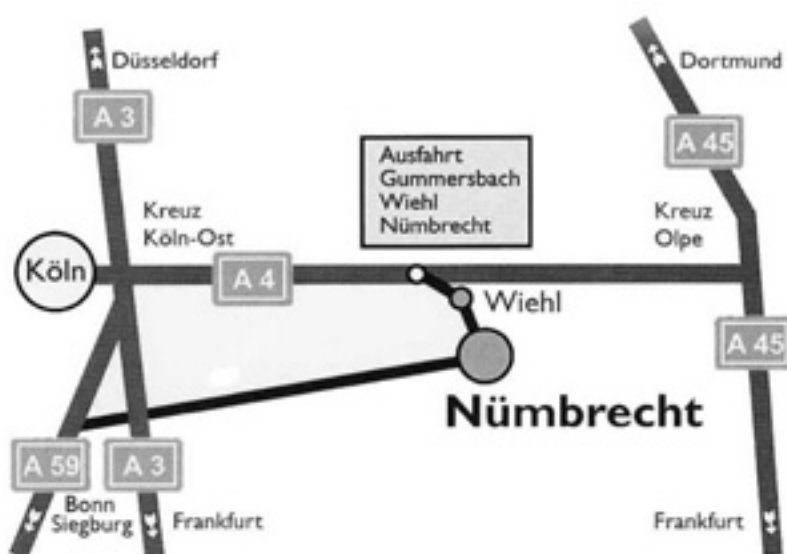 Düsseldorf
Dortmund
A 3
A 45
Ausfahrt
Gummersbach
Wiehl
Nümbrecht
Kreuz
Köln-Ost
Kreuz
Olpe
Köln
A 4
Wiehl
A 45
Nümbrecht
A 59
A 3
Bonn
Siegburg
Frankfurt
Frankfurt